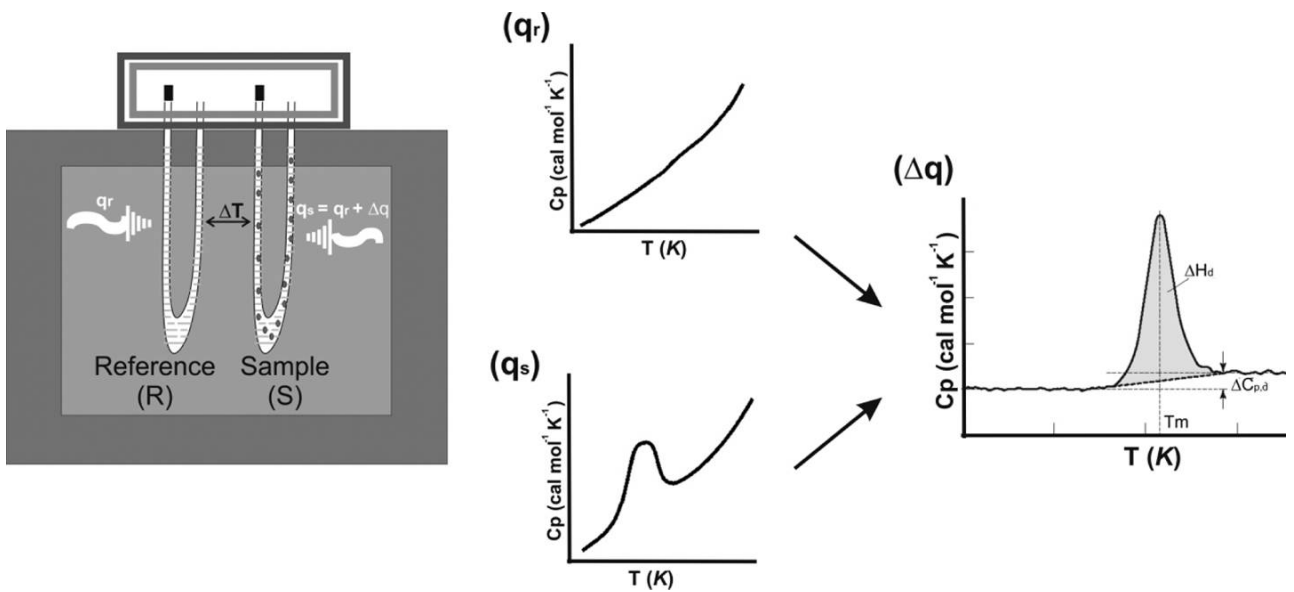 qr
ΔT
qs = qr + Δq
Reference
(R)
Sample
(S)
(qr)
Cp (cal mol⁻¹ K⁻¹)
T (K)
(qs)
Cp (cal mol⁻¹ K⁻¹)
T (K)
(Δq)
Cp (cal mol⁻¹ K⁻¹)
ΔHd
ΔCp,d
Tm
T (K)